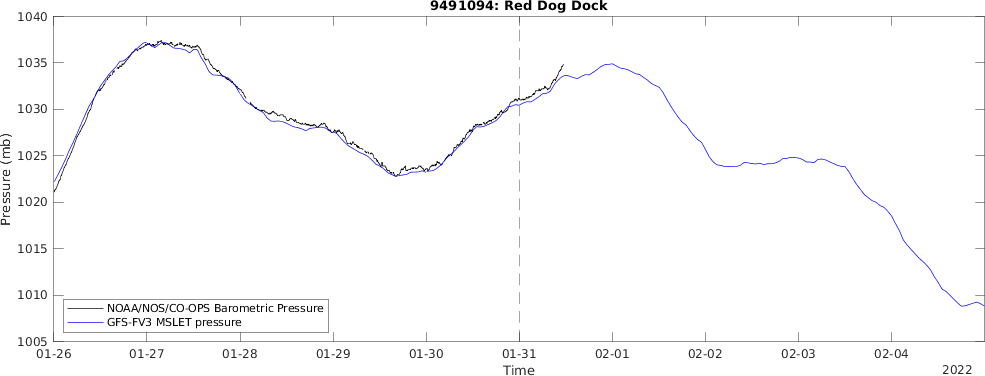 9491094: Red Dog Dock
1040
1035
1030
1025
1020
1015
1010
1005
Pressure (mb)
NOAA/NOS/CO-OPS Barometric Pressure
GFS-FV3 MSLET pressure
01-26 01-27 01-28 01-29 01-30 01-31 02-01 02-02 02-03 02-04
Time
2022